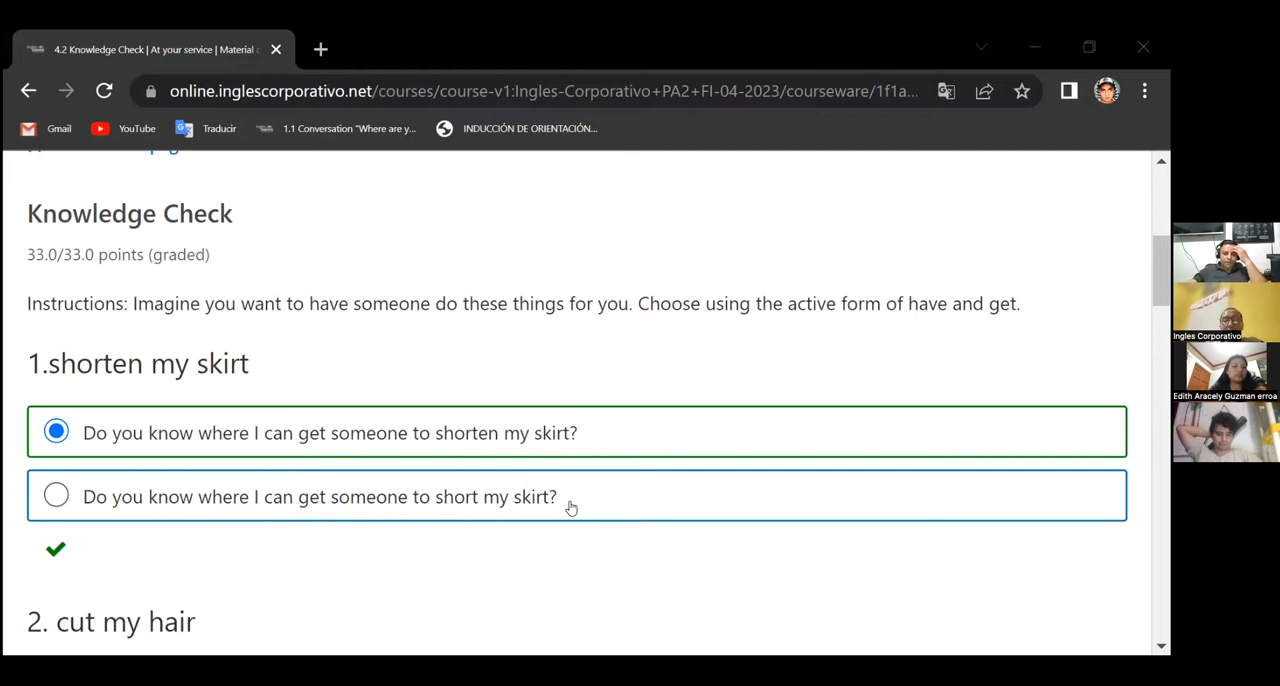 4.2 Knowledge Check | At your service | Material
online.inglescorporativo.net/courses/course-v1:Ingles-Corporativo+PA2+FI-04-2023/courseware/1f1a...
Gmail YouTube Traducir 1.1 Conversation "Where are y... INDUCCIÓN DE ORIENTACIÓN...
Knowledge Check
33.0/33.0 points (graded)
Instructions: Imagine you want to have someone do these things for you. Choose using the active form of have and get.
1.shorten my skirt
Do you know where I can get someone to shorten my skirt?
Do you know where I can get someone to short my skirt?
2. cut my hair
Ingles Corporativo
Edith Aracely Guzman erroa